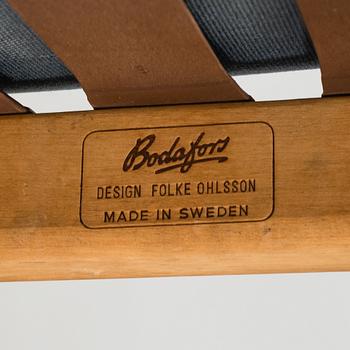 Bodafors
DESIGN FOLKE OHLSSON
MADE IN SWEDEN